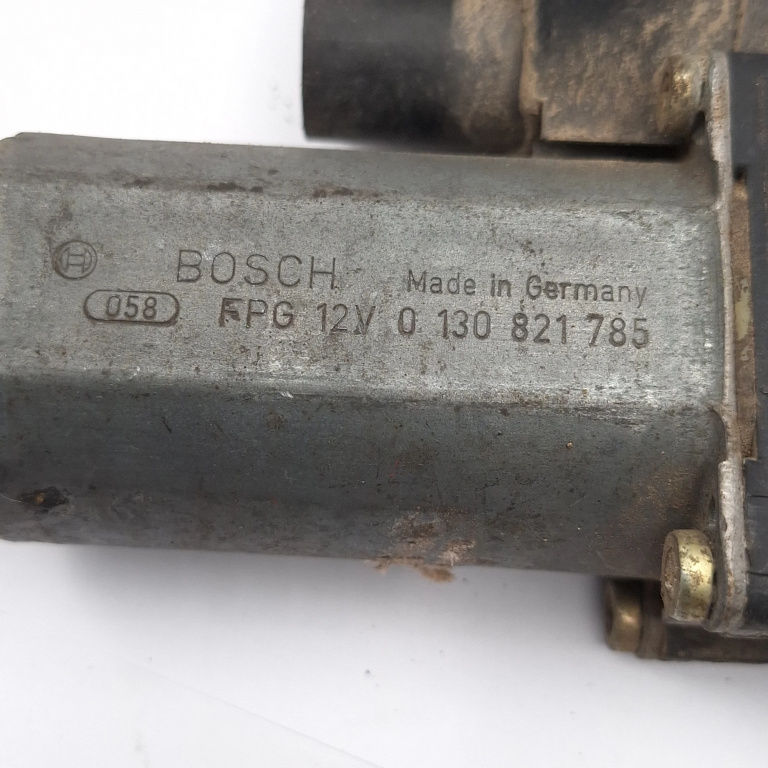 BOSCH Made in Germany
058 FPG 12V 0 130 821 785